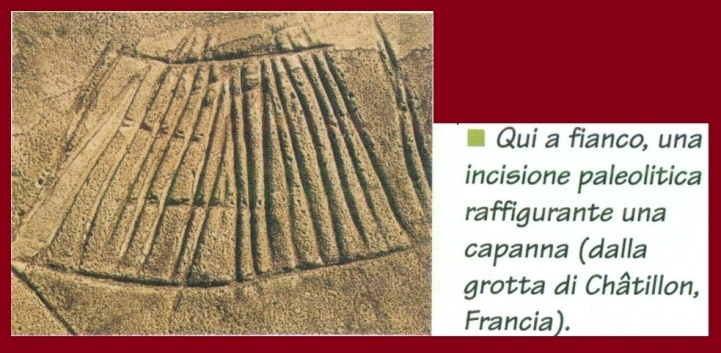 Qui a fianco, una
incisione paleolitica
raffigurante una
capanna (dalla
grotta di Châtillon,
Francia).